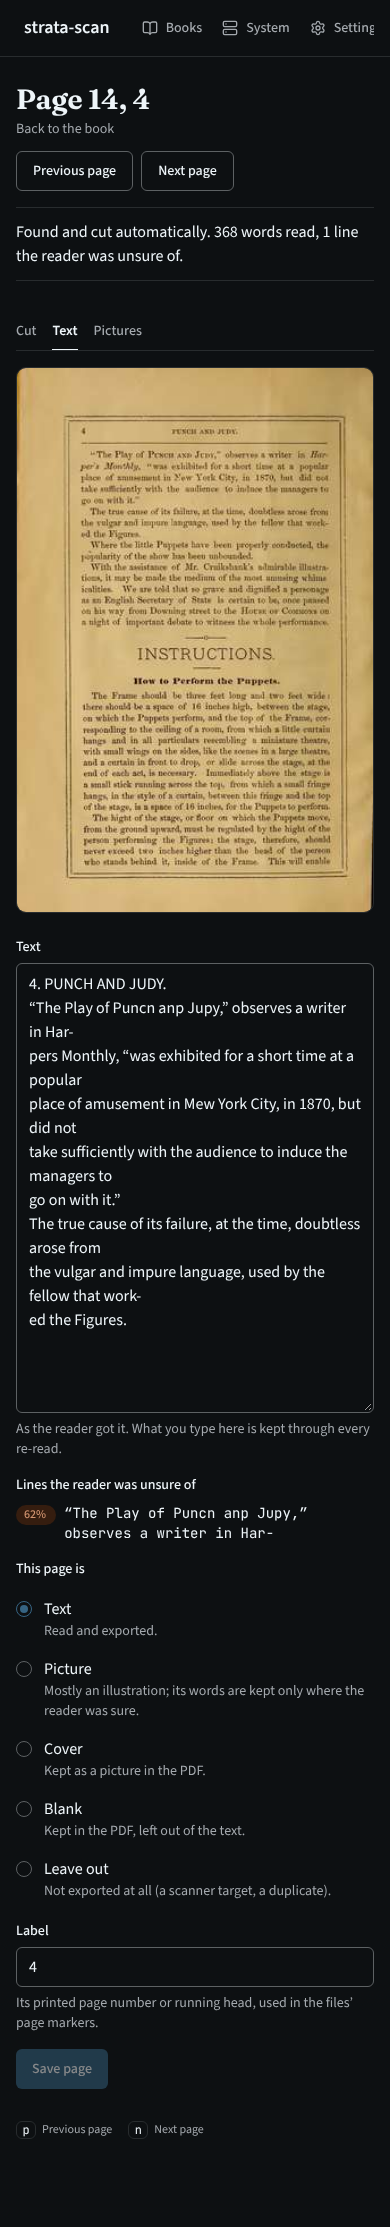 strata-scan
Books
System
Setting
Page 14, 4
Back to the book
Previous page
Next page
Found and cut automatically. 368 words read, 1 line
the reader was unsure of.
Cut
Text
Pictures
4
PUNCH AND JUDY.
“The Play of PUNCH AND JUDY,” observes a writer in Har-
per's Monthly, “was exhibited for a short time at a popular
place of amusement in New York City, in 1870, but did not
take sufficiently with the audience to induce the managers to
go on with it.”
The true cause of its failure, at the time, doubtless arose from
the vulgar and impure language, used by the fellow that work-
ed the Figures.
Where the little Puppets have been properly conducted, the
popularity of the show has been unbounded.
With the assistance of Mr. Cruikshank's admirable illustra-
tions, it may be made the medium of the most amusing whims
icalities. We are told that so grave and dignified a personage
as an English Secretary of State is certain to be, once paused
on his way from Downing street to the HOUSE OF COMMONS on
a night of important debate to witness the whole performance.
INSTRUCTIONS.
How to Perform the Puppets.
The Frame should be three feet long and two feet wide;
there should be a space of 16 inches high, between the stage,
on which the Puppets perform, and the top of the Frame, cor-
responding to the ceiling of a room, from which a little curtain
hangs and in all particulars resembling a miniature theatre,
with small wings on the sides, like the scenes in a large theatre,
and a curtain in front to drop, or slide across the stage, at the
end of each act, is necessary. Immediately above the stage is
a small stick running across the top, from which a small fringe
hangs, in the style of a curtain, between this fringe and the top
of the stage, is a space of 16 inches, for the Puppets to perform.
The hight of the stage, or floor on which the Puppets move,
from the ground upward, must be regulated by the hight of the
person performing the Figures; the stage, therefore, should
never exceed two inches higher than the head of the person
who stands behind it, inside of the Frame. This will enable
Text
4. PUNCH AND JUDY.
“The Play of Puncn anp Jupy,” observes a writer
in Har-
pers Monthly, “was exhibited for a short time at a
popular
place of amusement in Mew York City, in 1870, but
did not
take sufficiently with the audience to induce the
managers to
go on with it.”
The true cause of its failure, at the time, doubtless
arose from
the vulgar and impure language, used by the
fellow that work-
ed the Figures.
As the reader got it. What you type here is kept through every
re-read.
Lines the reader was unsure of
62%
“The Play of Puncn anp Jupy,”
observes a writer in Har-
This page is
Text
Read and exported.
Picture
Mostly an illustration; its words are kept only where the
reader was sure.
Cover
Kept as a picture in the PDF.
Blank
Kept in the PDF, left out of the text.
Leave out
Not exported at all (a scanner target, a duplicate).
Label
4
Its printed page number or running head, used in the files’
page markers.
Save page
p
Previous page
n
Next page